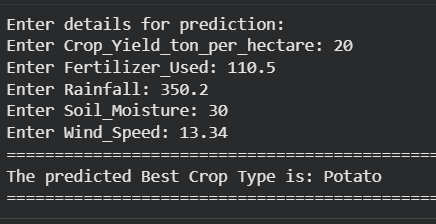 Enter details for prediction:
Enter Crop_Yield_ton_per_hectare: 20
Enter Fertilizer_Used: 110.5
Enter Rainfall: 350.2
Enter Soil_Moisture: 30
Enter Wind_Speed: 13.34
=============================================
The predicted Best Crop Type is: Potato
=============================================